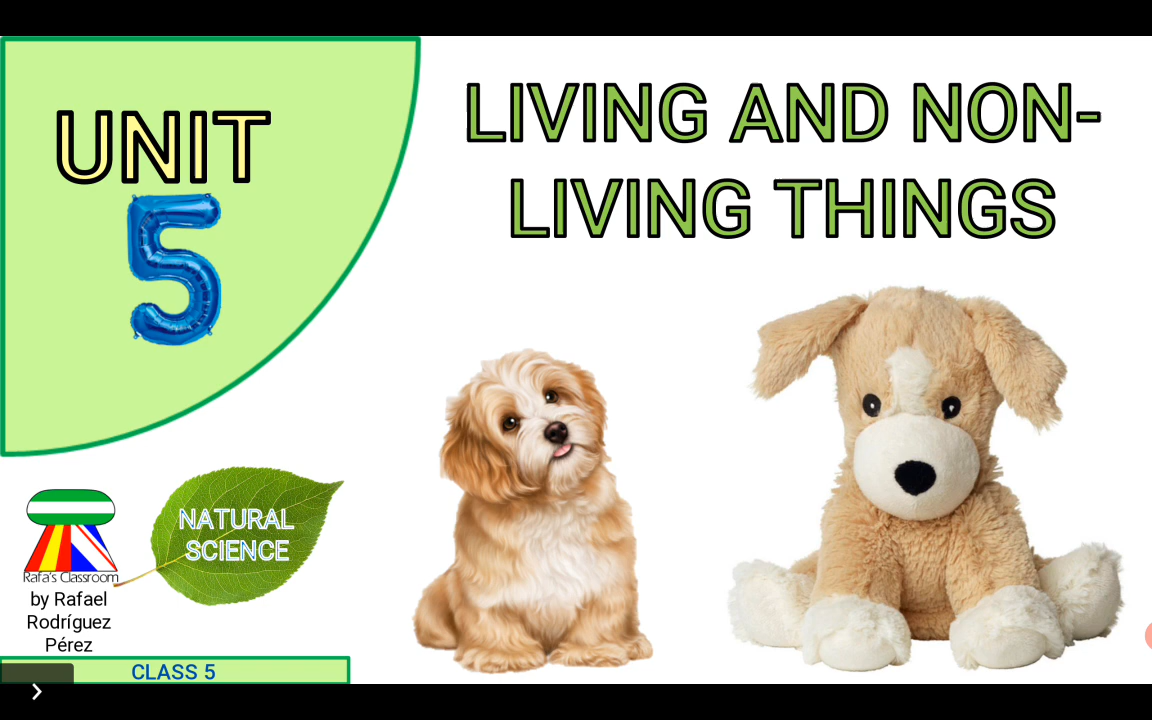 UNIT
5
LIVING AND NON-
LIVING THINGS
NATURAL
SCIENCE
Rafa's Classroom
by Rafael
Rodríguez
Pérez
CLASS 5